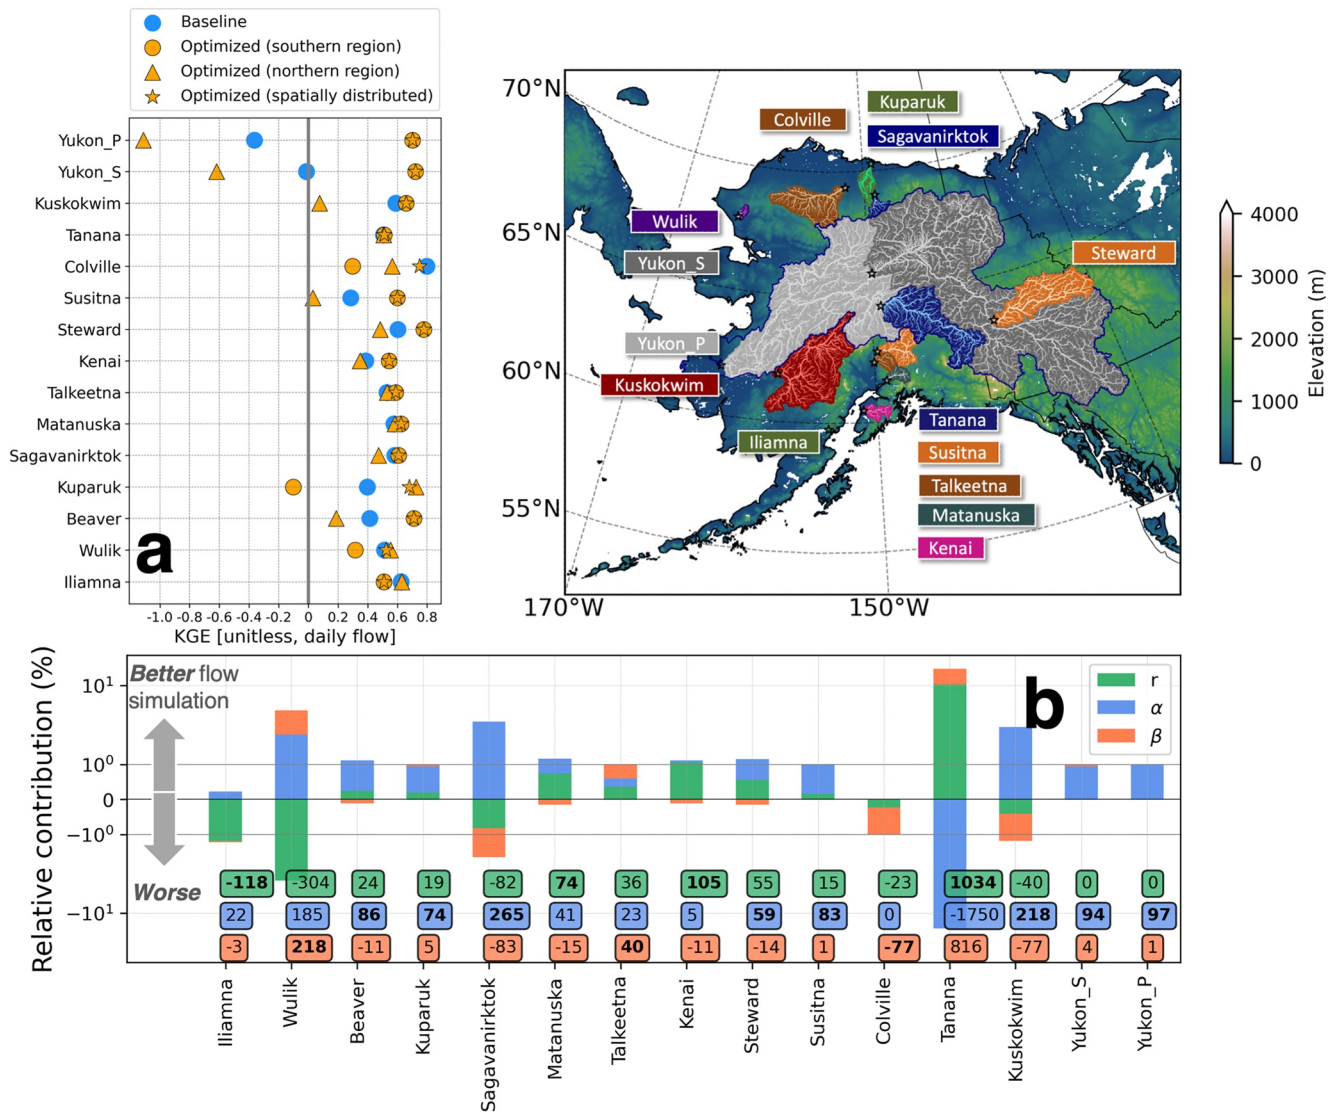 Baseline
Optimized (southern region)
Optimized (northern region)
Optimized (spatially distributed)
Yukon_P
Yukon_S
Kuskokwim
Tanana
Colville
Susitna
Steward
Kenai
Talkeetna
Matanuska
Sagavanirktok
Kuparuk
Beaver
Wulik
Iliamna
a
-1.0 -0.8 -0.6 -0.4 -0.2 0 0.2 0.4 0.6 0.8
KGE [unitless, daily flow]
70°N
65°N
60°N
55°N
170°W
150°W
Colville
Kuparuk
Sagavanirktok
Wulik
Yukon_S
Steward
Yukon_P
Kuskokwim
Iliamna
Tanana
Susitna
Talkeetna
Matanuska
Kenai
4000
3000
2000
1000
0
Elevation (m)
Better flow
simulation
Worse
b
r
α
β
Relative contribution (%)
10¹
10⁰
0
−10⁰
−10¹
-118 -304 24 19 -82 74 36 105 55 15 -23 1034 -40 0 0
22 185 86 74 265 41 23 5 59 83 0 -1750 218 94 97
-3 218 -11 5 -83 -15 40 -11 -14 1 -77 816 -77 4 1
Iliamna
Wulik
Beaver
Kuparuk
Sagavanirktok
Matanuska
Talkeetna
Kenai
Steward
Susitna
Colville
Tanana
Kuskokwim
Yukon_S
Yukon_P